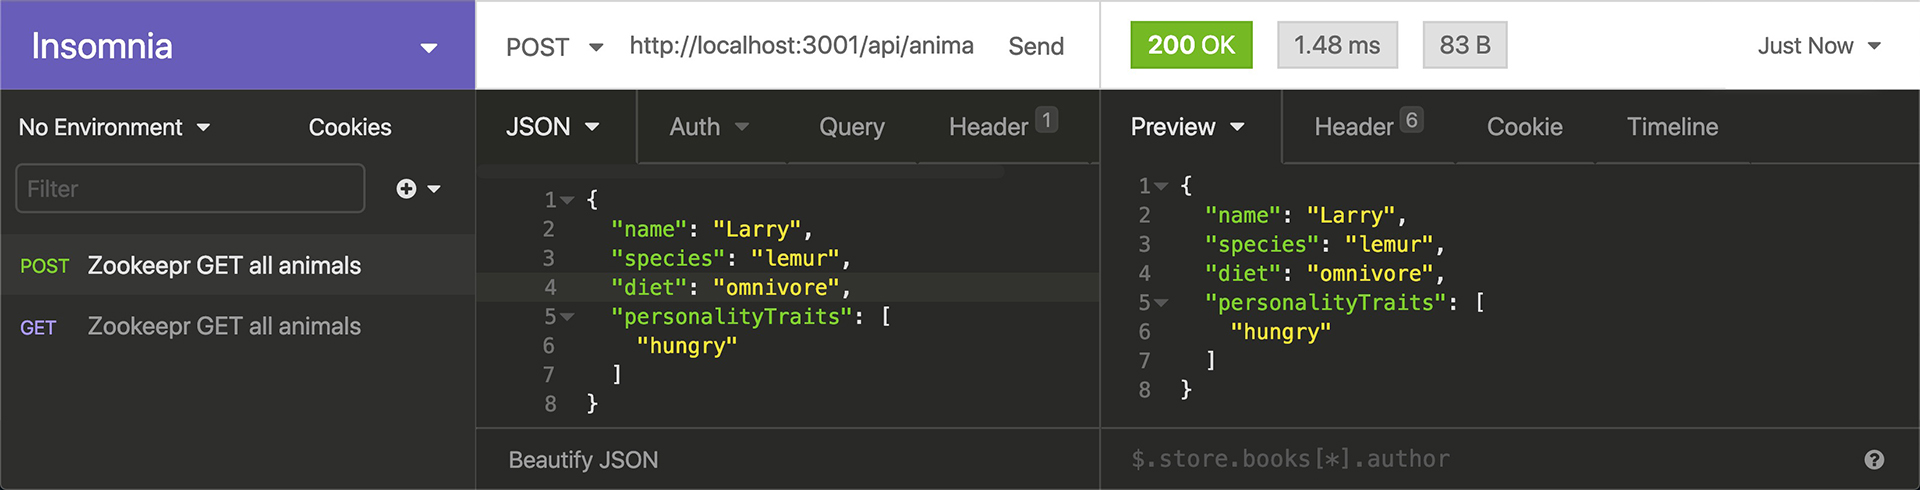 Insomnia
POST http://localhost:3001/api/anima Send
200 OK 1.48 ms 83 B Just Now
No Environment Cookies
Filter
POST Zookeepr GET all animals
GET Zookeepr GET all animals
JSON Auth Query Header 1
1 {
2 "name": "Larry",
3 "species": "lemur",
4 "diet": "omnivore",
5 "personalityTraits": [
6 "hungry"
7 ]
8 }
Beautify JSON
Preview Header 6 Cookie Timeline
1 {
2 "name": "Larry",
3 "species": "lemur",
4 "diet": "omnivore",
5 "personalityTraits": [
6 "hungry"
7 ]
8 }
$.store.books[*].author ?